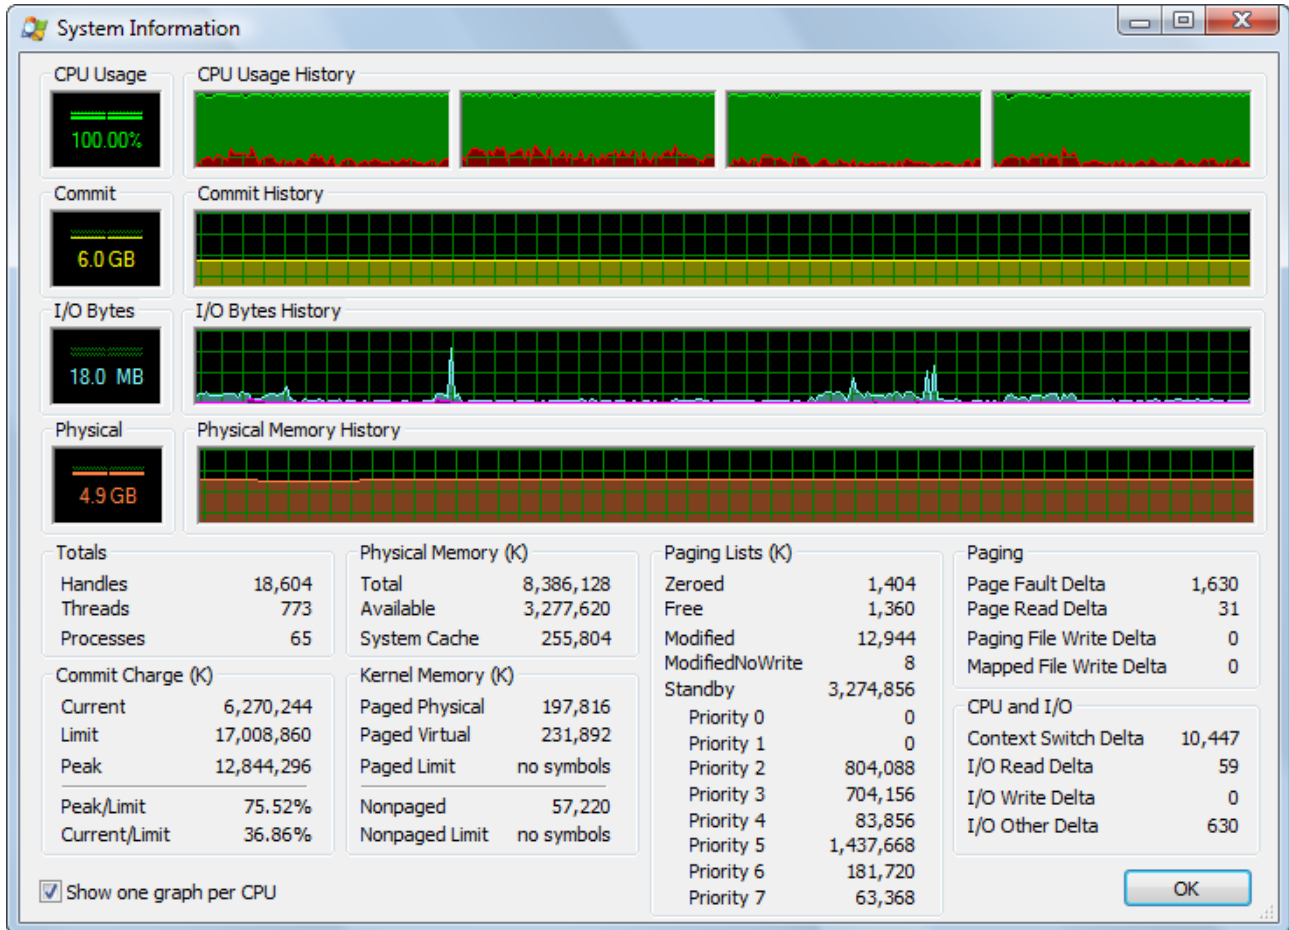 System Information
CPU Usage
CPU Usage History
100.00%
Commit
Commit History
6.0 GB
I/O Bytes
I/O Bytes History
18.0 MB
Physical
Physical Memory History
4.9 GB
Totals
Handles 18,604
Threads 773
Processes 65
Commit Charge (K)
Current 6,270,244
Limit 17,008,860
Peak 12,844,296
Peak/Limit 75.52%
Current/Limit 36.86%
Physical Memory (K)
Total 8,386,128
Available 3,277,620
System Cache 255,804
Kernel Memory (K)
Paged Physical 197,816
Paged Virtual 231,892
Paged Limit no symbols
Nonpaged 57,220
Nonpaged Limit no symbols
Paging Lists (K)
Zeroed 1,404
Free 1,360
Modified 12,944
ModifiedNoWrite 8
Standby 3,274,856
Priority 0 0
Priority 1 0
Priority 2 804,088
Priority 3 704,156
Priority 4 83,856
Priority 5 1,437,668
Priority 6 181,720
Priority 7 63,368
Paging
Page Fault Delta 1,630
Page Read Delta 31
Paging File Write Delta 0
Mapped File Write Delta 0
CPU and I/O
Context Switch Delta 10,447
I/O Read Delta 59
I/O Write Delta 0
I/O Other Delta 630
Show one graph per CPU
OK